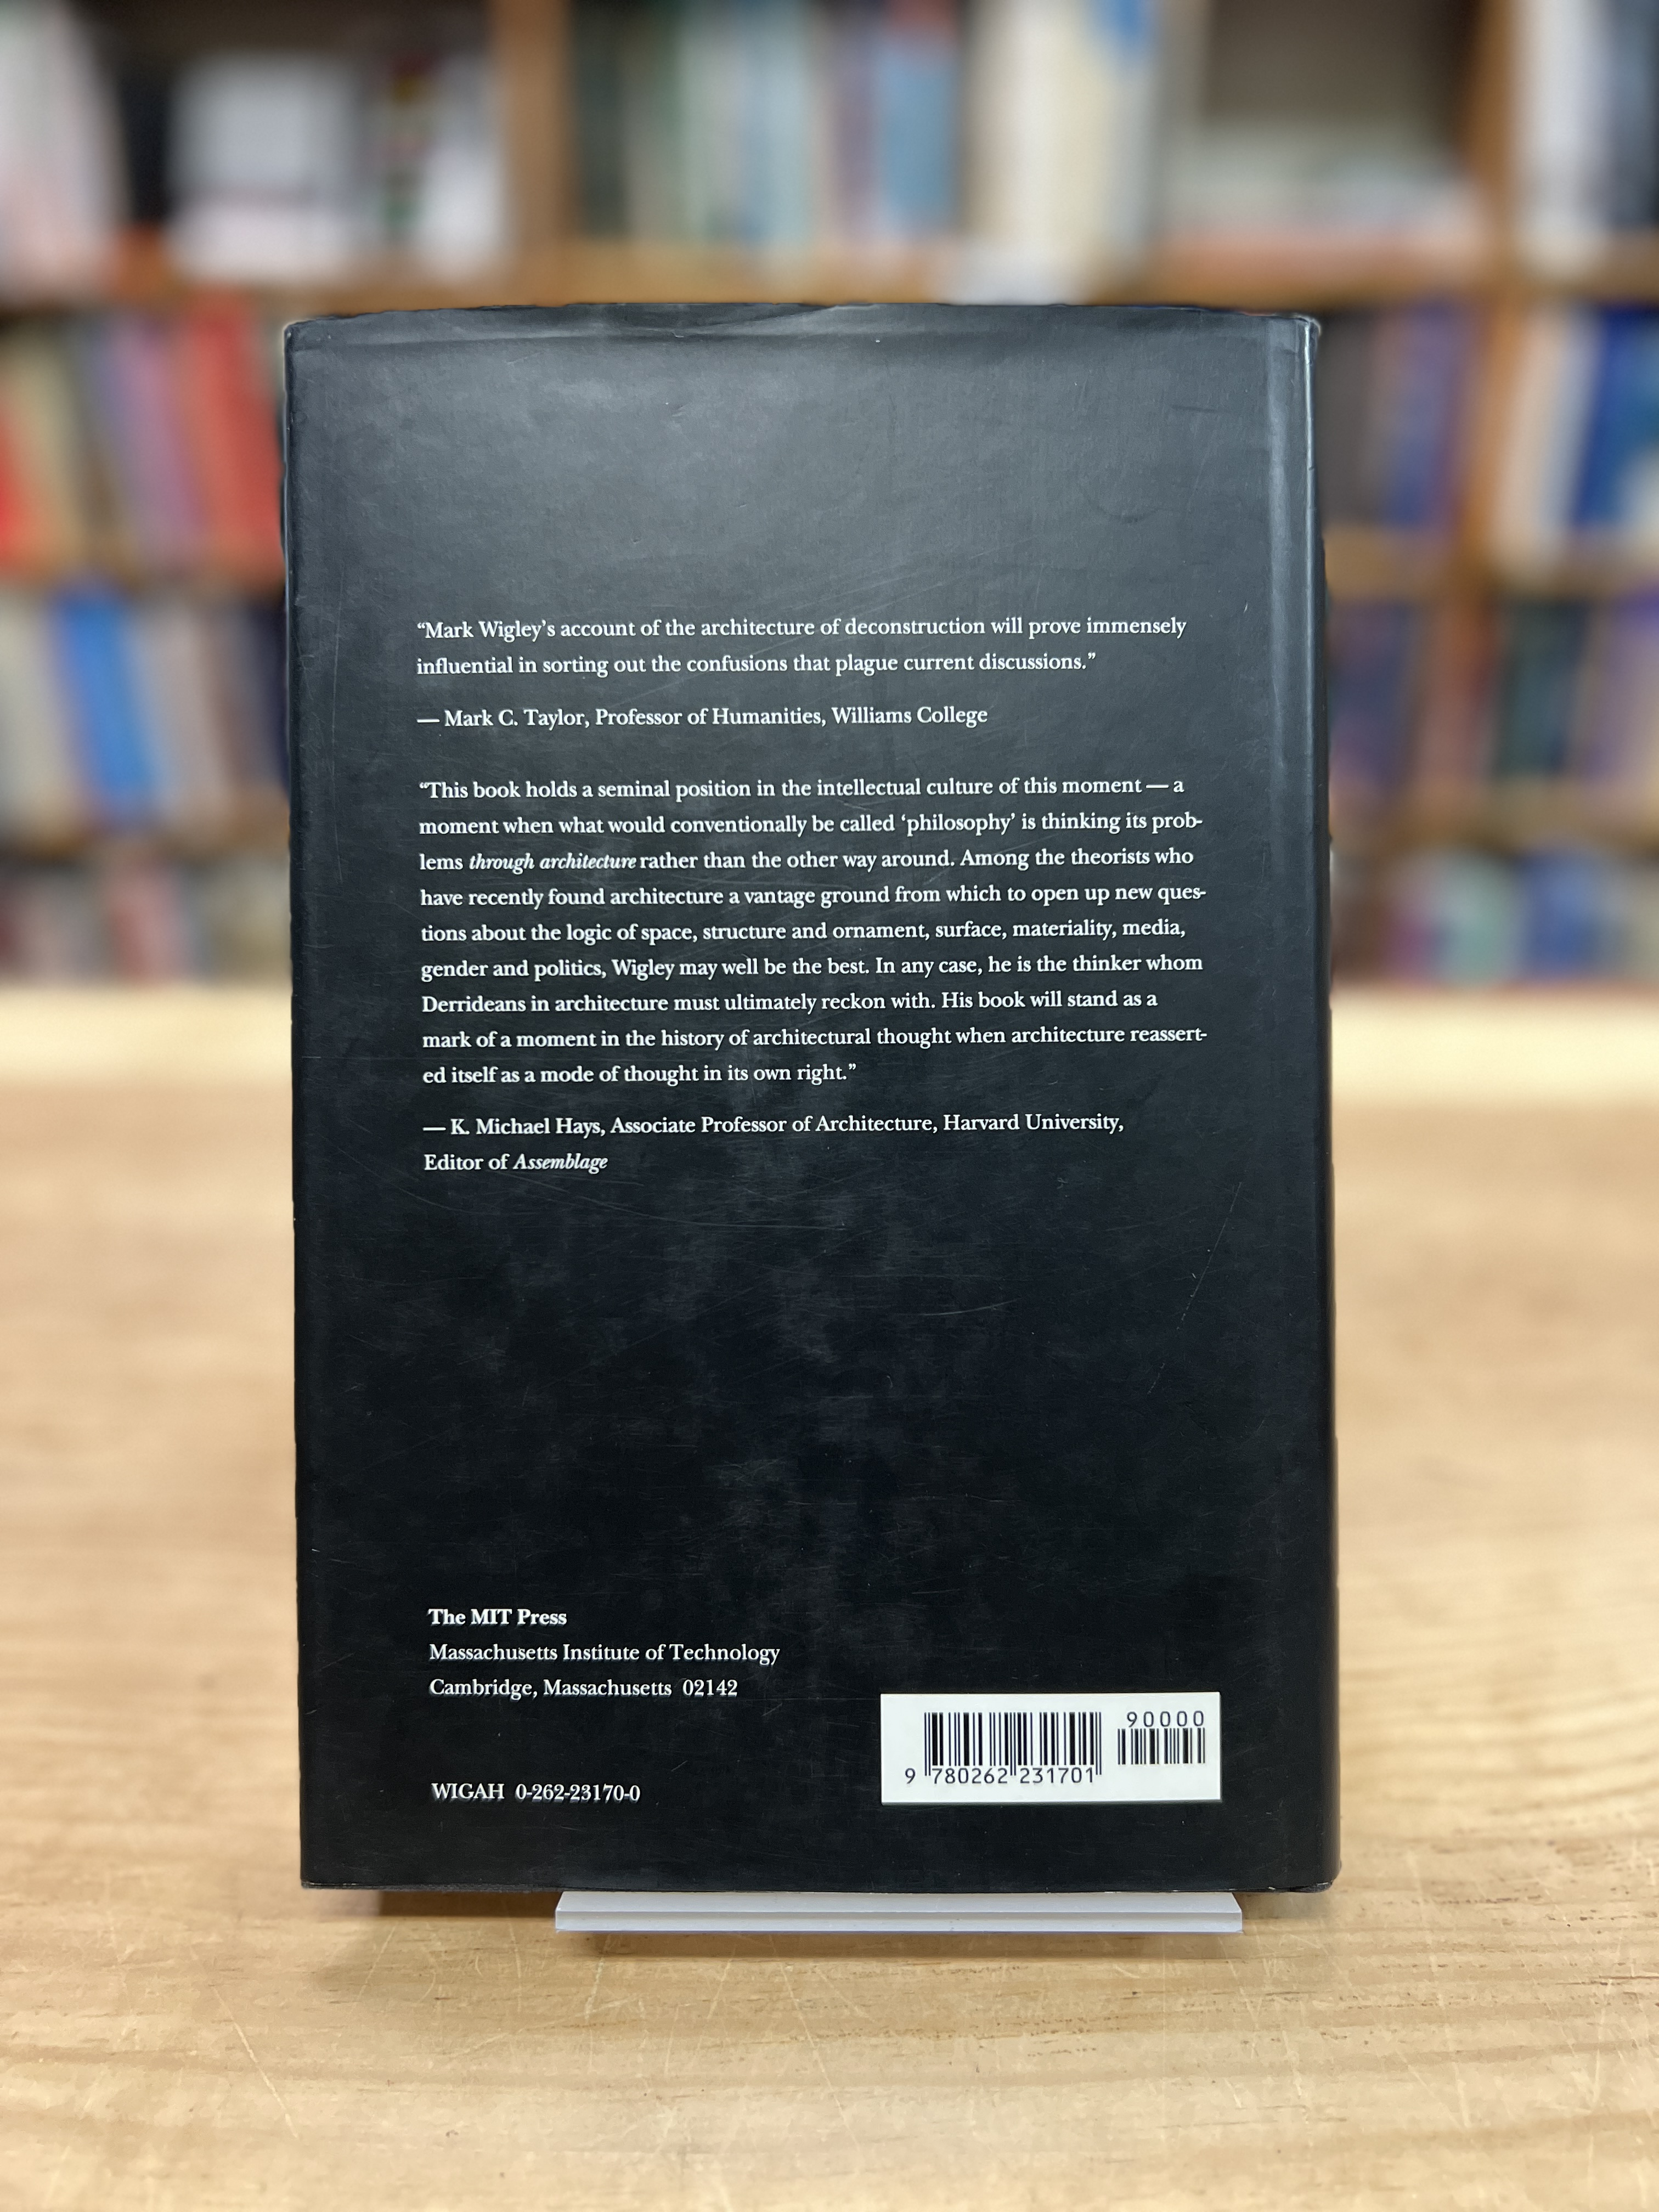 “Mark Wigley’s account of the architecture of deconstruction will prove immensely
influential in sorting out the confusions that plague current discussions.”
— Mark C. Taylor, Professor of Humanities, Williams College
“This book holds a seminal position in the intellectual culture of this moment — a
moment when what would conventionally be called ‘philosophy’ is thinking its prob-
lems through architecture rather than the other way around. Among the theorists who
have recently found architecture a vantage ground from which to open up new ques-
tions about the logic of space, structure and ornament, surface, materiality, media,
gender and politics, Wigley may well be the best. In any case, he is the thinker whom
Derrideans in architecture must ultimately reckon with. His book will stand as a
mark of a moment in the history of architectural thought when architecture reassert-
ed itself as a mode of thought in its own right.”
— K. Michael Hays, Associate Professor of Architecture, Harvard University,
Editor of Assemblage
The MIT Press
Massachusetts Institute of Technology
Cambridge, Massachusetts 02142
WIGAH 0-262-23170-0
90000
9 780262 231701